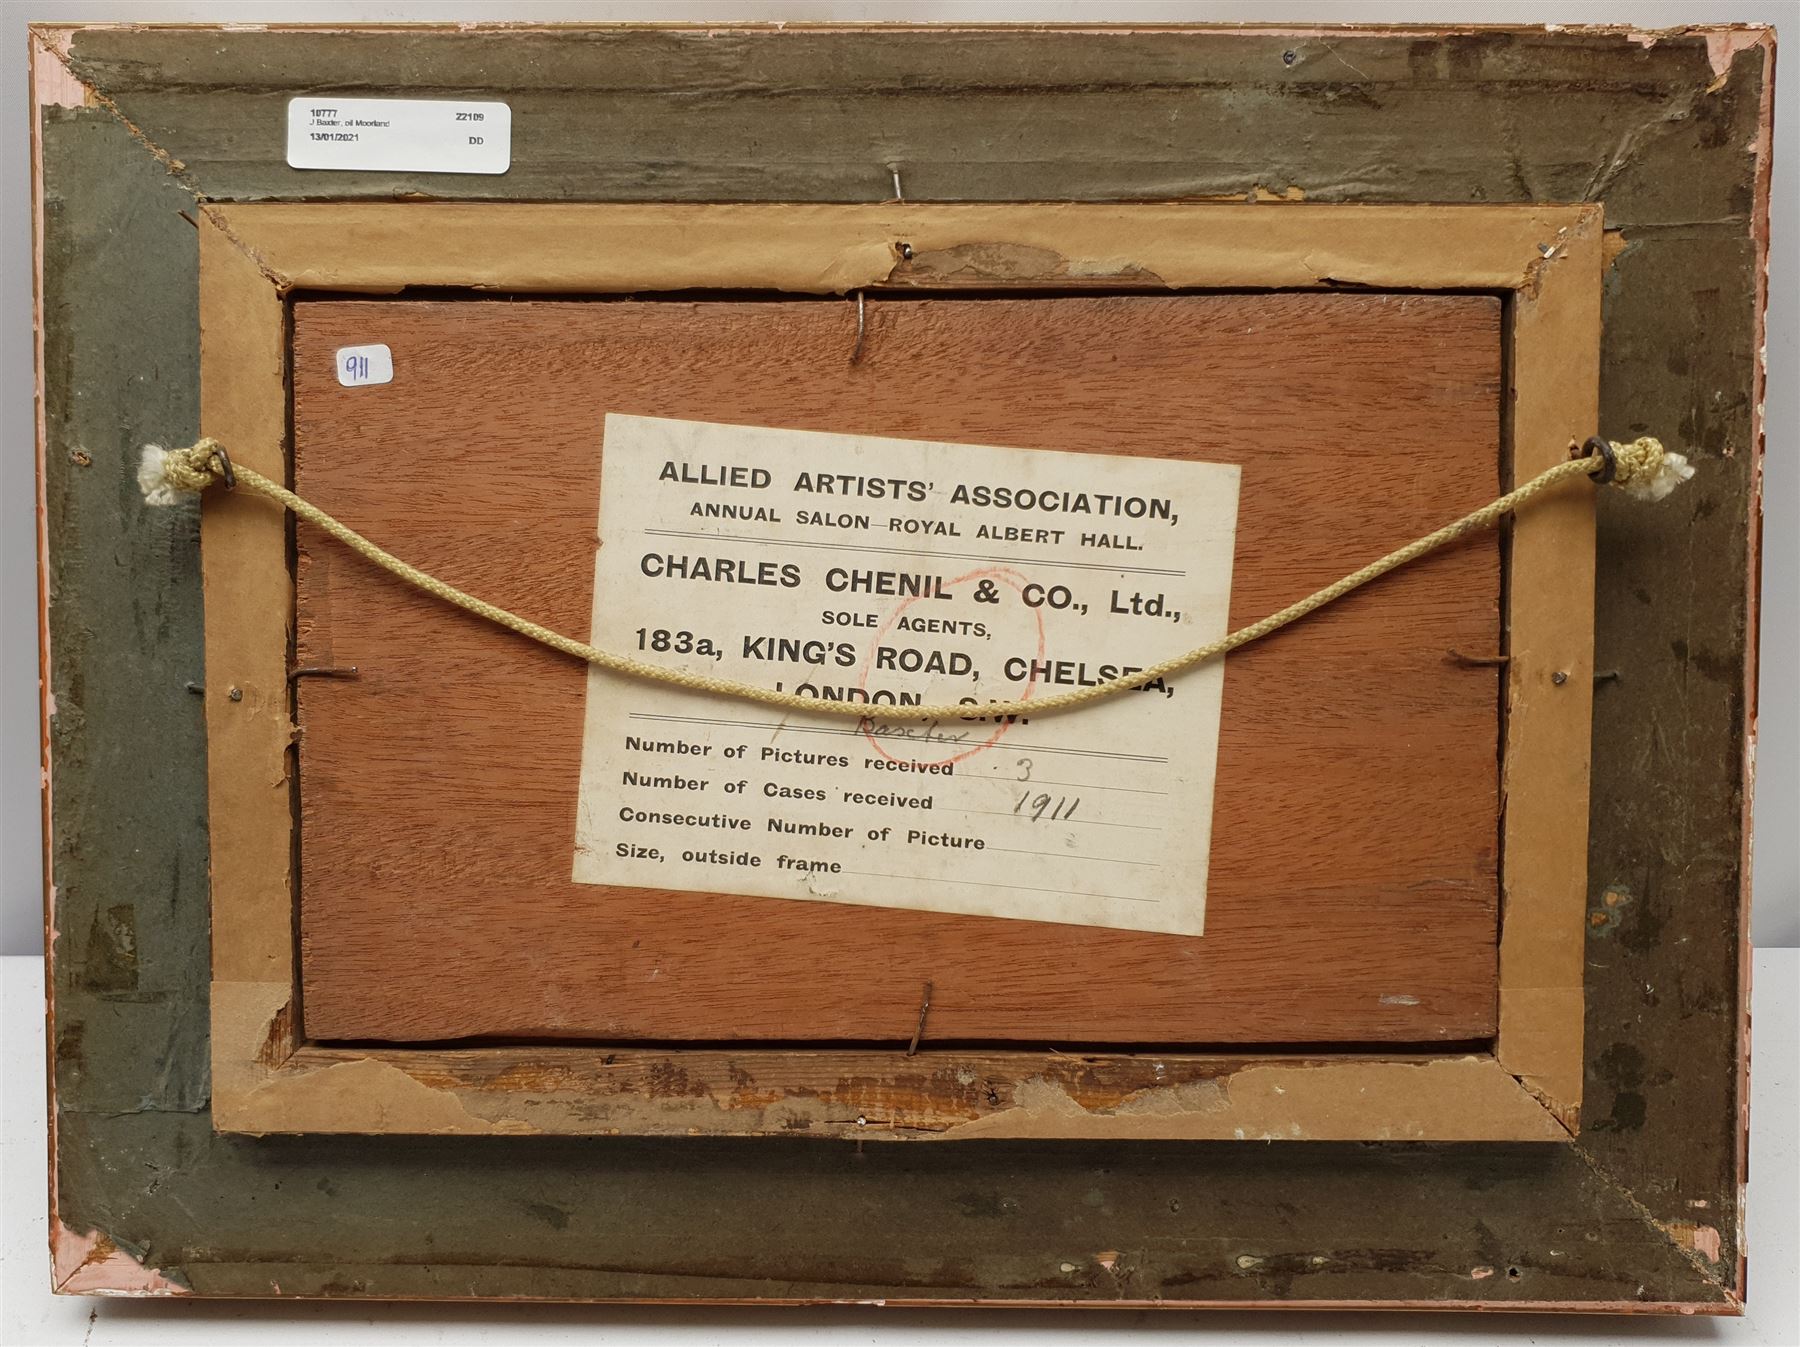 10777 22109
J Baxter, oil Moorland
13/01/2021 DD
911
ALLIED ARTISTS' ASSOCIATION,
ANNUAL SALON—ROYAL ALBERT HALL.
CHARLES CHENIL & CO., Ltd.,
SOLE AGENTS,
183a, KING'S ROAD, CHELSEA,
LONDON, S.W.
Baxter
Number of Pictures received 3
Number of Cases received 1911
Consecutive Number of Picture
Size, outside frame